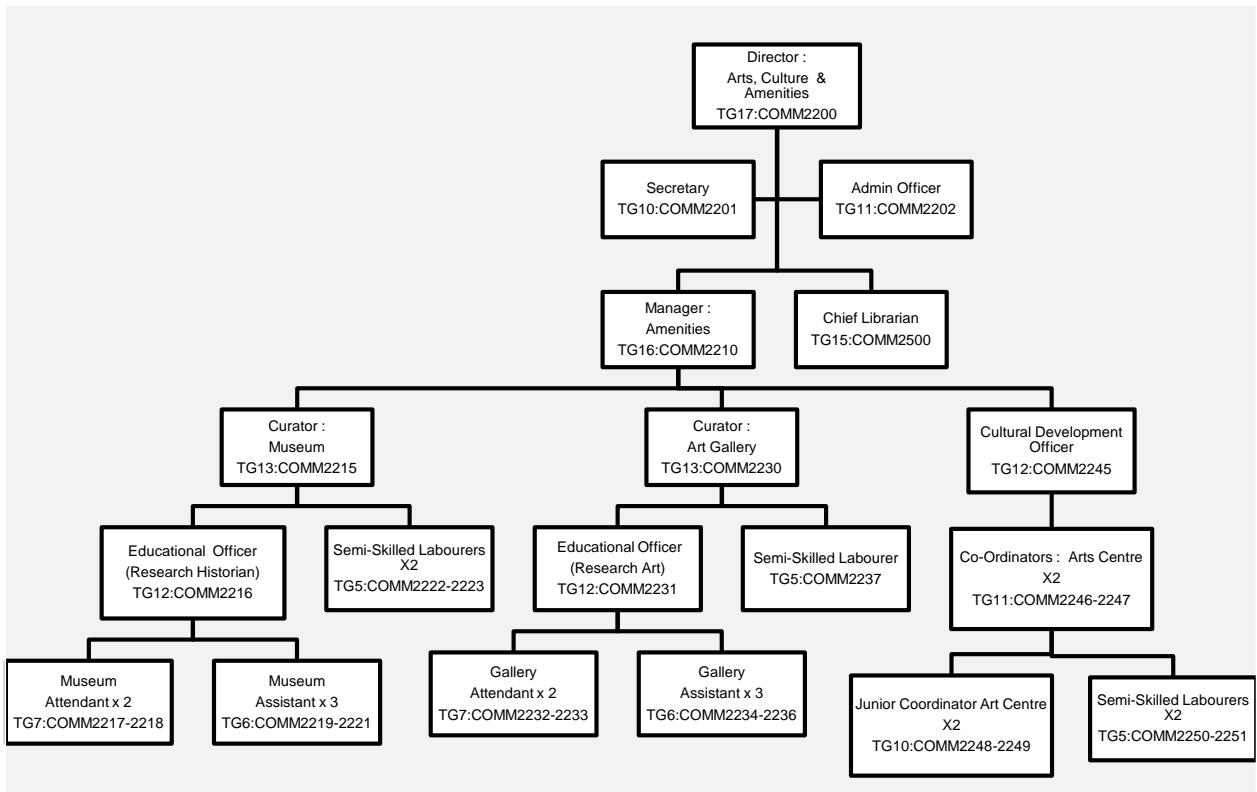 Director :
Arts, Culture &
Amenities
TG17:COMM2200
Secretary
TG10:COMM2201
Admin Officer
TG11:COMM2202
Manager :
Amenities
TG16:COMM2210
Chief Librarian
TG15:COMM2500
Curator :
Museum
TG13:COMM2215
Curator :
Art Gallery
TG13:COMM2230
Cultural Development
Officer
TG12:COMM2245
Educational Officer
(Research Historian)
TG12:COMM2216
Semi-Skilled Labourers
X2
TG5:COMM2222-2223
Educational Officer
(Research Art)
TG12:COMM2231
Semi-Skilled Labourer
TG5:COMM2237
Co-Ordinators : Arts Centre
X2
TG11:COMM2246-2247
Museum
Attendant x 2
TG7:COMM2217-2218
Museum
Assistant x 3
TG6:COMM2219-2221
Gallery
Attendant x 2
TG7:COMM2232-2233
Gallery
Assistant x 3
TG6:COMM2234-2236
Junior Coordinator Art Centre
X2
TG10:COMM2248-2249
Semi-Skilled Labourers
X2
TG5:COMM2250-2251